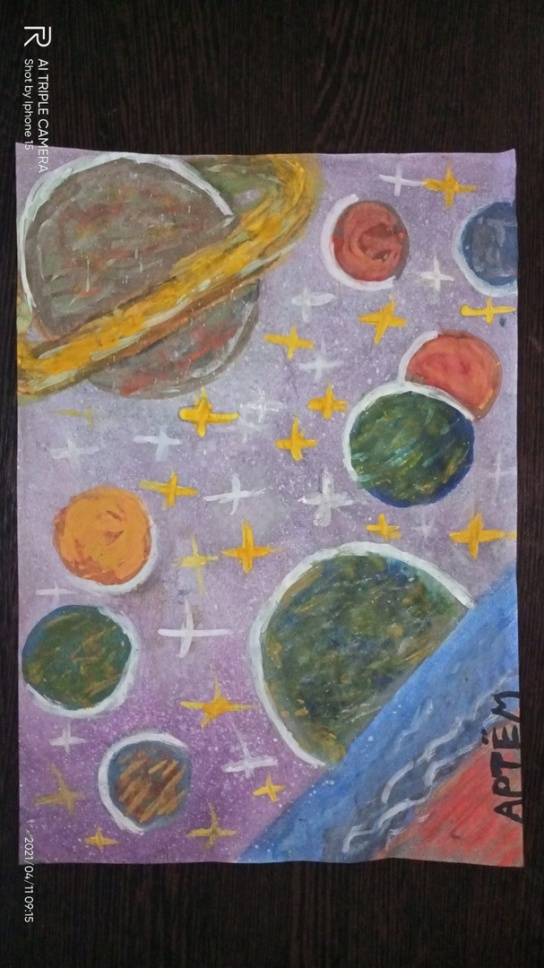 AI TRIPLE CAMERA
Shot by Iphone 15
АРТЁМ
2021/04/11 09:15